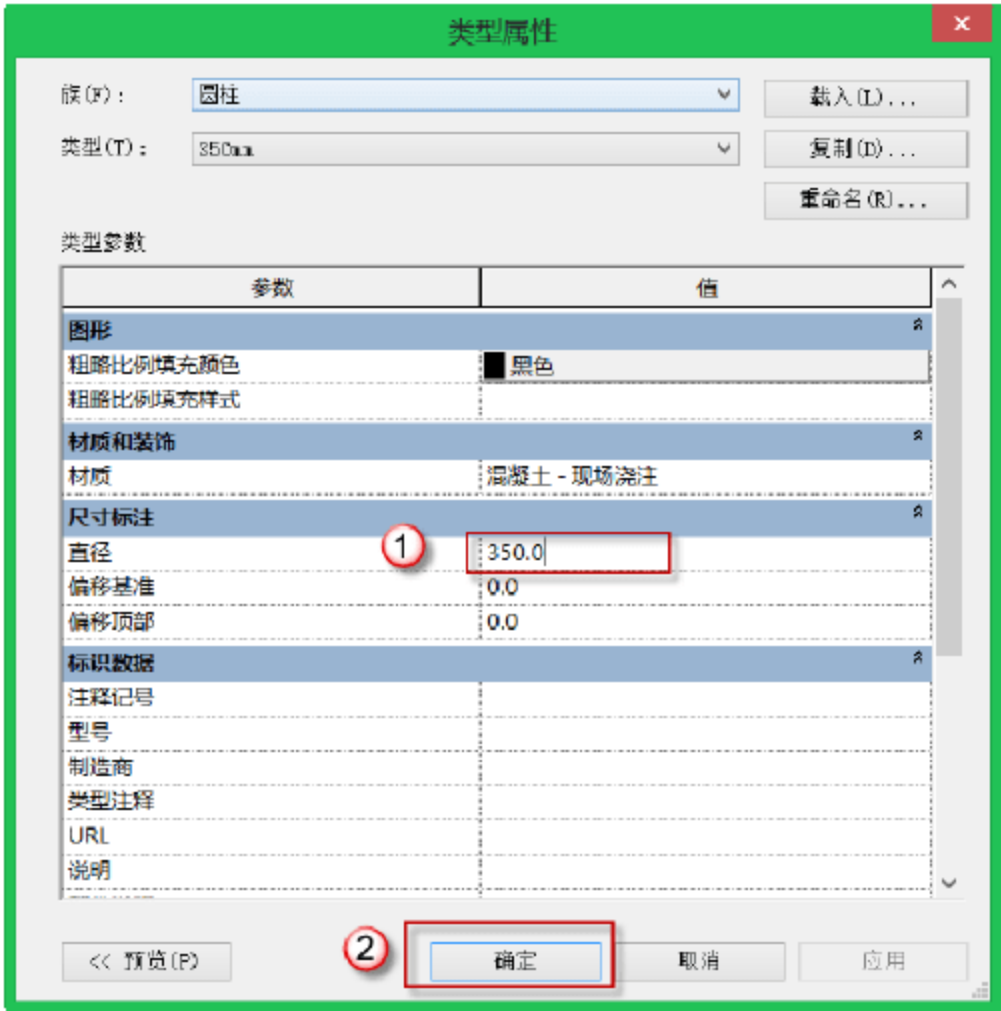 类型属性
族(F)： 圆柱 载入(L)...
类型(T)： 350mm 复制(D)...
重命名(R)...
类型参数
参数 值
图形
粗略比例填充颜色 黑色
粗略比例填充样式
材质和装饰
材质 混凝土 - 现场浇注
尺寸标注
直径 1 350.0
偏移基准 0.0
偏移顶部 0.0
标识数据
注释记号
型号
制造商
类型注释
URL
说明
<< 预览(P) 2 确定 取消 应用